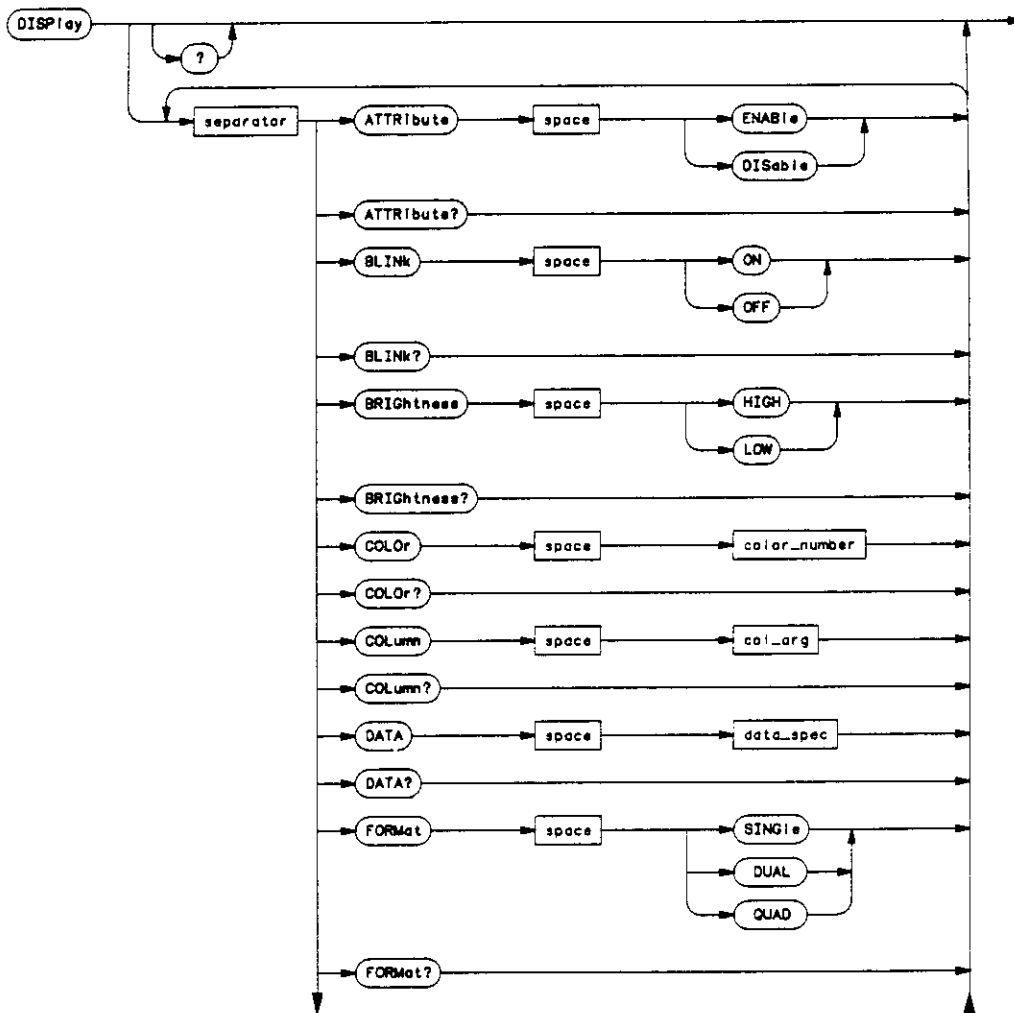 DISPlay
?
separator ATTRibute space ENABle
DISable
ATTRibute?
BLINk space ON
OFF
BLINk?
BRIGhtness space HIGH
LOW
BRIGhtness?
COLOr space color_number
COLOr?
COLumn space col_arg
COLumn?
DATA space data_spec
DATA?
FORMat space SINGle
DUAL
QUAD
FORMat?